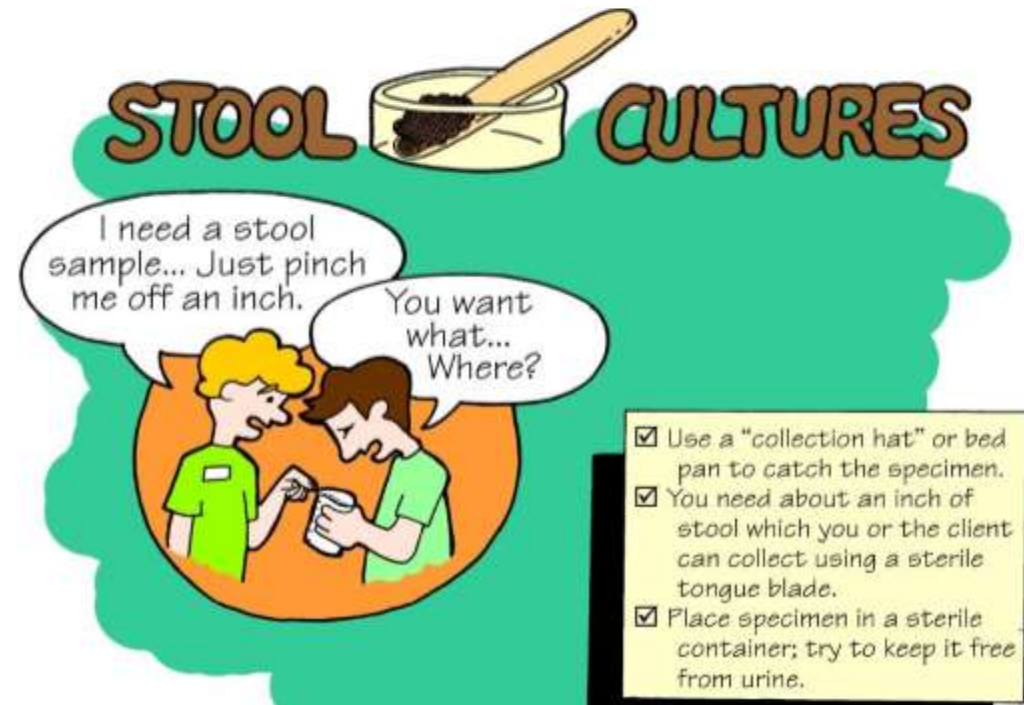 STOOL CULTURES
I need a stool
sample... Just pinch
me off an inch.
You want
what...
Where?
☑ Use a "collection hat" or bed
pan to catch the specimen.
☑ You need about an inch of
stool which you or the client
can collect using a sterile
tongue blade.
☑ Place specimen in a sterile
container; try to keep it free
from urine.